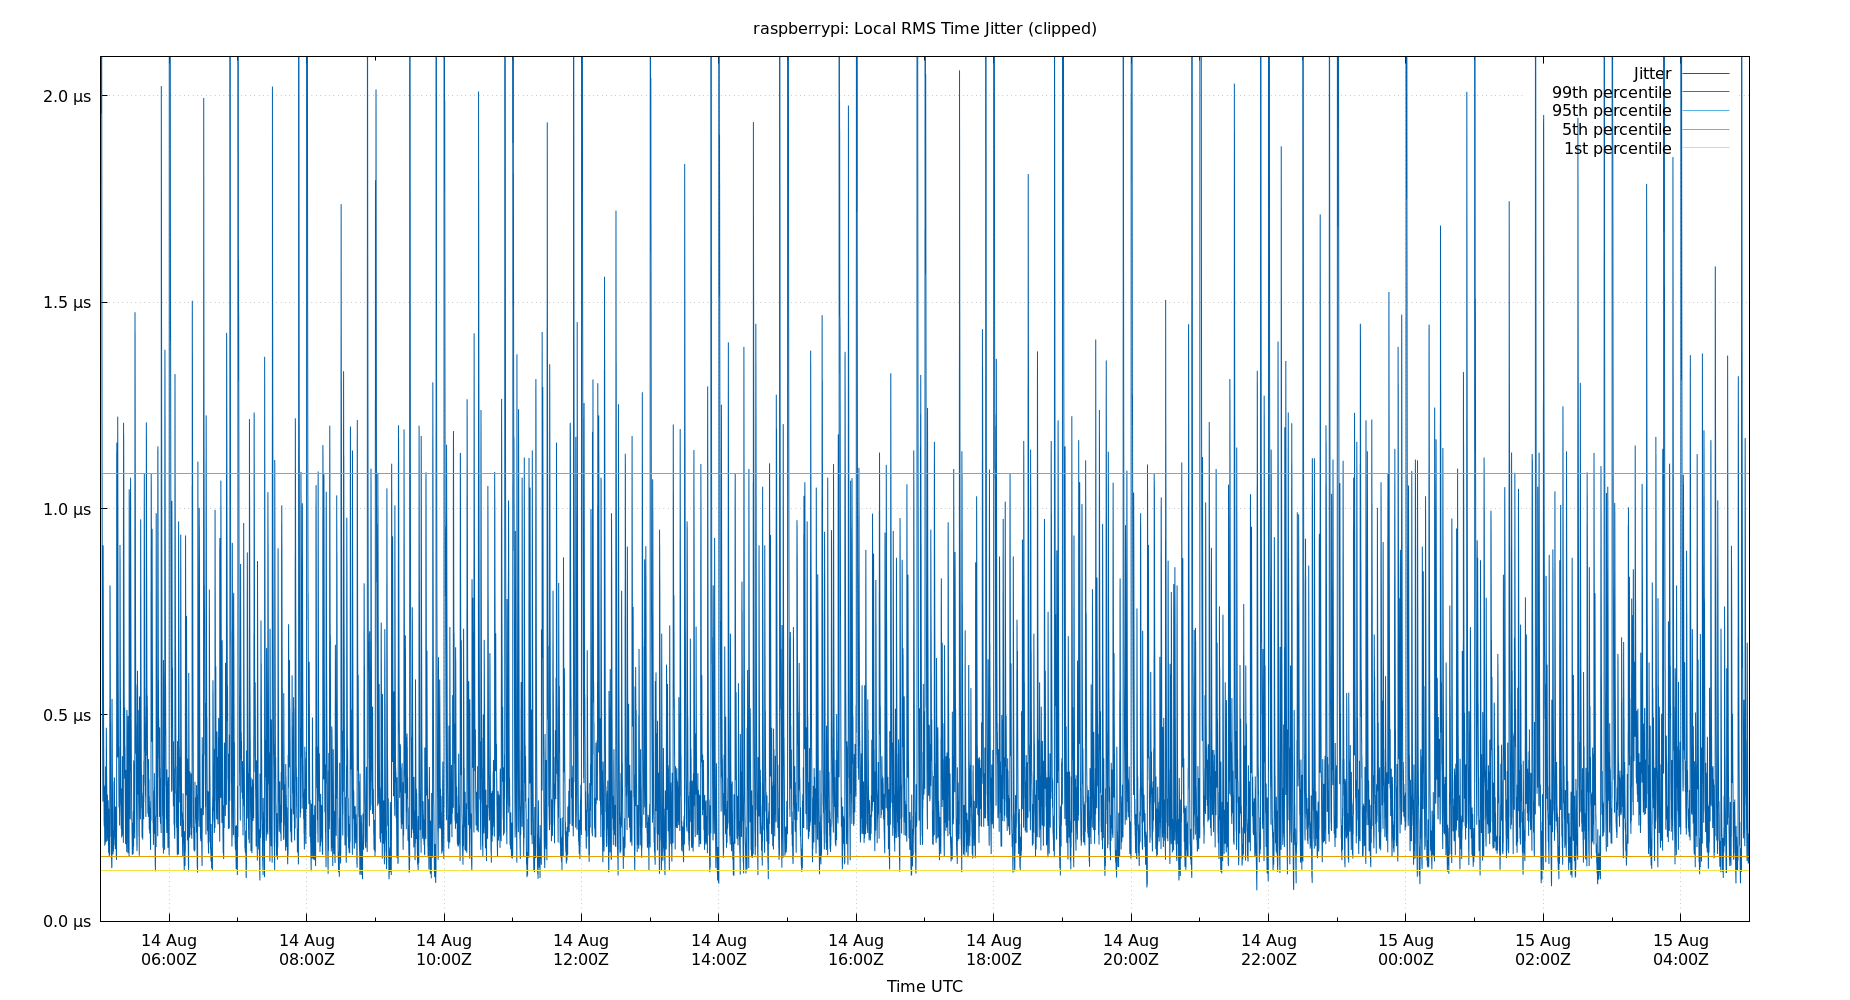 raspberrypi: Local RMS Time Jitter (clipped)
Jitter
99th percentile
95th percentile
5th percentile
1st percentile
2.0 μs
1.5 μs
1.0 μs
0.5 μs
0.0 μs
14 Aug 14 Aug 14 Aug 14 Aug 14 Aug 14 Aug 14 Aug 14 Aug 14 Aug 15 Aug 15 Aug 15 Aug
06:00Z 08:00Z 10:00Z 12:00Z 14:00Z 16:00Z 18:00Z 20:00Z 22:00Z 00:00Z 02:00Z 04:00Z
Time UTC